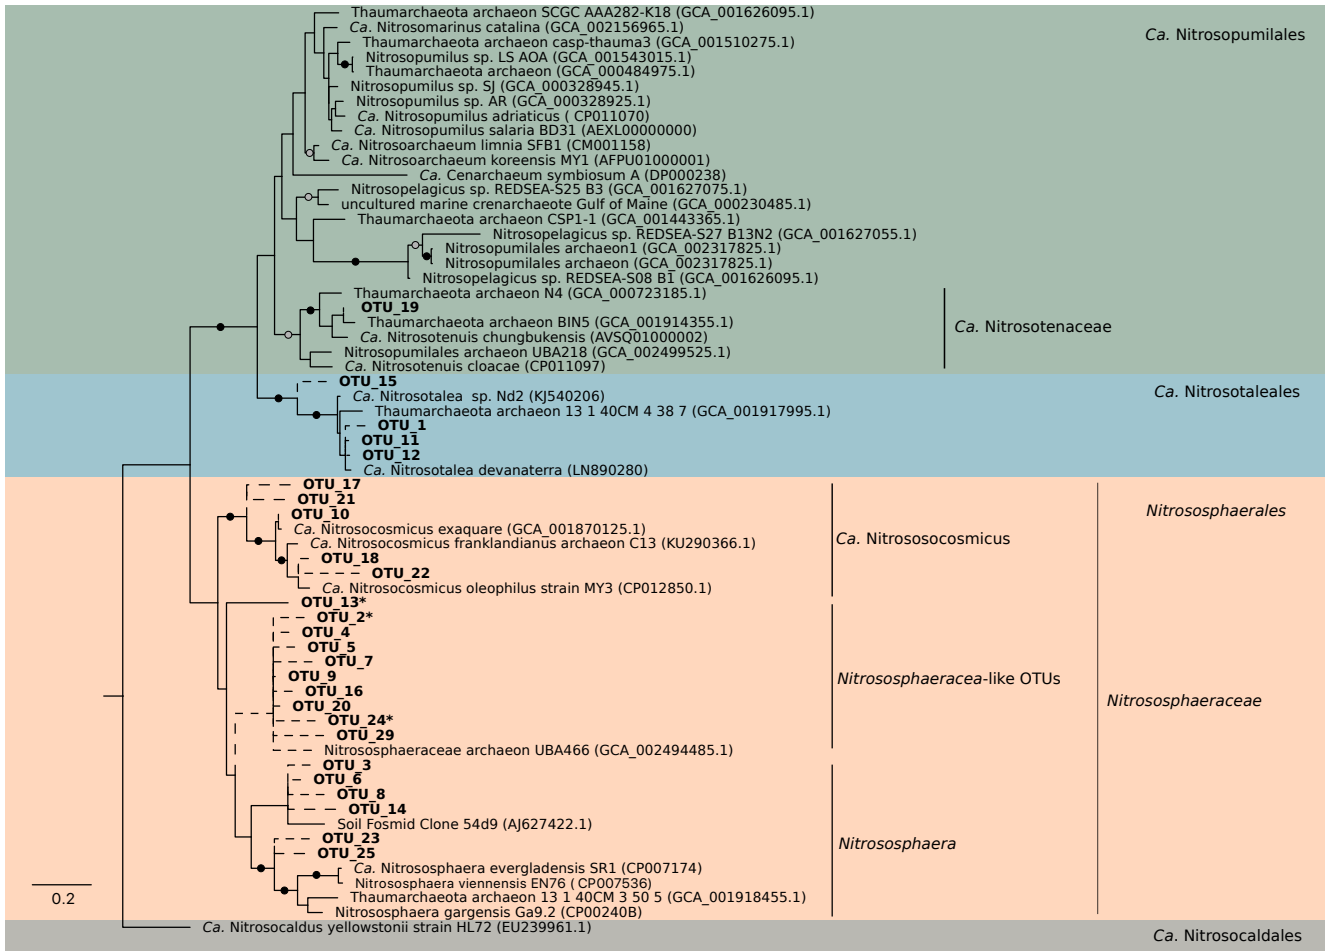 Thaumarchaeota archaeon SCGC AAA282-K18 (GCA_001626095.1)
Ca. Nitrosomarinus catalina (GCA_002156965.1)
Ca. Nitrosopumilales
Thaumarchaeota archaeon casp-thauma3 (GCA_001510275.1)
Nitrosopumilus sp. LS AOA (GCA_001543015.1)
Thaumarchaeota archaeon (GCA_000484975.1)
Nitrosopumilus sp. SJ (GCA_000328945.1)
Nitrosopumilus sp. AR (GCA_000328925.1)
Ca. Nitrosopumilus adriaticus ( CP011070)
Ca. Nitrosopumilus salaria BD31 (AEXL00000000)
Ca. Nitrosoarchaeum limnia SFB1 (CM001158)
Ca. Nitrosoarchaeum koreensis MY1 (AFPU01000001)
Ca. Cenarchaeum symbiosum A (DP000238)
Nitrosopelagicus sp. REDSEA-S25 B3 (GCA_001627075.1)
uncultured marine crenarchaeote Gulf of Maine (GCA_000230485.1)
Thaumarchaeota archaeon CSP1-1 (GCA_001443365.1)
Nitrosopelagicus sp. REDSEA-S27 B13N2 (GCA_001627055.1)
Nitrosopumilales archaeon1 (GCA_002317825.1)
Nitrosopumilales archaeon (GCA_002317825.1)
Nitrosopelagicus sp. REDSEA-S08 B1 (GCA_001626095.1)
Thaumarchaeota archaeon N4 (GCA_000723185.1)
OTU_19
Thaumarchaeota archaeon BIN5 (GCA_001914355.1)
Ca. Nitrosotenaceae
Ca. Nitrosotenuis chungbukensis (AVSQ01000002)
Nitrosopumilales archaeon UBA218 (GCA_002499525.1)
Ca. Nitrosotenuis cloacae (CP011097)
OTU_15
Ca. Nitrosotaleales
Ca. Nitrosotalea sp. Nd2 (KJ540206)
Thaumarchaeota archaeon 13 1 40CM 4 38 7 (GCA_001917995.1)
OTU_1
OTU_11
OTU_12
Ca. Nitrosotalea devanaterra (LN890280)
OTU_17
OTU_21
OTU_10
Nitrososphaerales
Ca. Nitrosocosmicus exaquare (GCA_001870125.1)
Ca. Nitrososocosmicus
Ca. Nitrosocosmicus franklandianus archaeon C13 (KU290366.1)
OTU_18
OTU_22
Ca. Nitrosocosmicus oleophilus strain MY3 (CP012850.1)
OTU_13*
OTU_2*
OTU_4
OTU_5
OTU_7
OTU_9
Nitrososphaeracea-like OTUs
OTU_16
Nitrososphaeraceae
OTU_20
OTU_24*
OTU_29
Nitrososphaeraceae archaeon UBA466 (GCA_002494485.1)
OTU_3
OTU_6
OTU_8
OTU_14
Soil Fosmid Clone 54d9 (AJ627422.1)
OTU_23
Nitrososphaera
OTU_25
Ca. Nitrososphaera evergladensis SR1 (CP007174)
Nitrososphaera viennensis EN76 ( CP007536)
0.2
Thaumarchaeota archaeon 13 1 40CM 3 50 5 (GCA_001918455.1)
Nitrososphaera gargensis Ga9.2 (CP00240B)
Ca. Nitrosocaldus yellowstonii strain HL72 (EU239961.1)
Ca. Nitrosocaldales